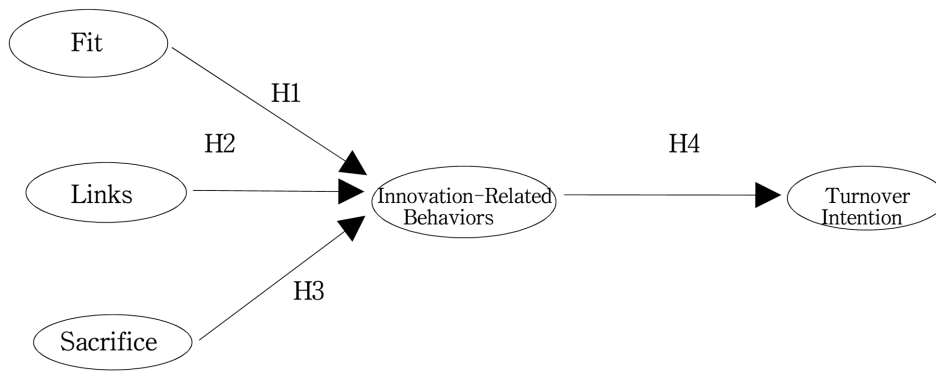 Fit
H1
H2
Links
Innovation-Related
Behaviors
H3
Sacrifice
H4
Turnover
Intention